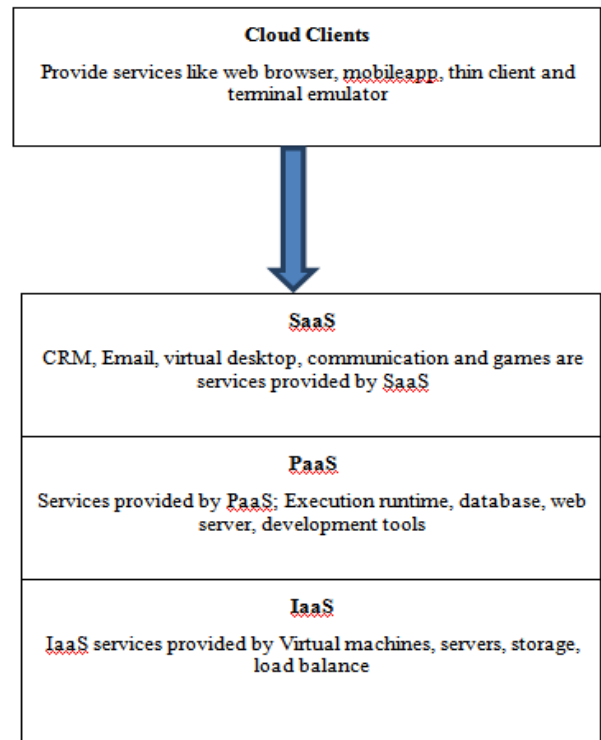 Cloud Clients
Provide services like web browser, mobileapp, thin client and
terminal emulator
SaaS
CRM, Email, virtual desktop, communication and games are
services provided by SaaS
PaaS
Services provided by PaaS; Execution runtime, database, web
server, development tools
IaaS
IaaS services provided by Virtual machines, servers, storage,
load balance